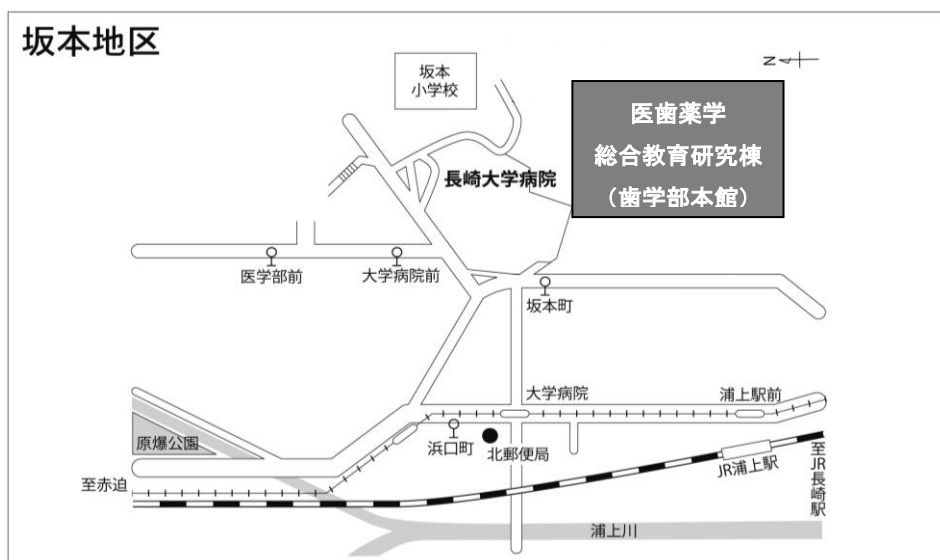 坂本地区
坂本
小学校
N
医歯薬学
総合教育研究棟
（歯学部本館）
長崎大学病院
医学部前
大学病院前
坂本町
大学病院
浦上駅前
原爆公園
浜口町
北郵便局
JR浦上駅
至赤迫
至JR長崎駅
浦上川